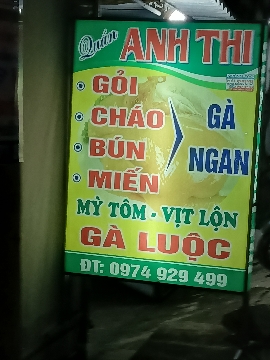 Quán ANH THI
GỎI
CHÁO
BÚN
MIẾN
GÀ
NGAN
MỲ TÔM - VỊT LỘN
GÀ LUỘC
ĐT: 0974 929 499